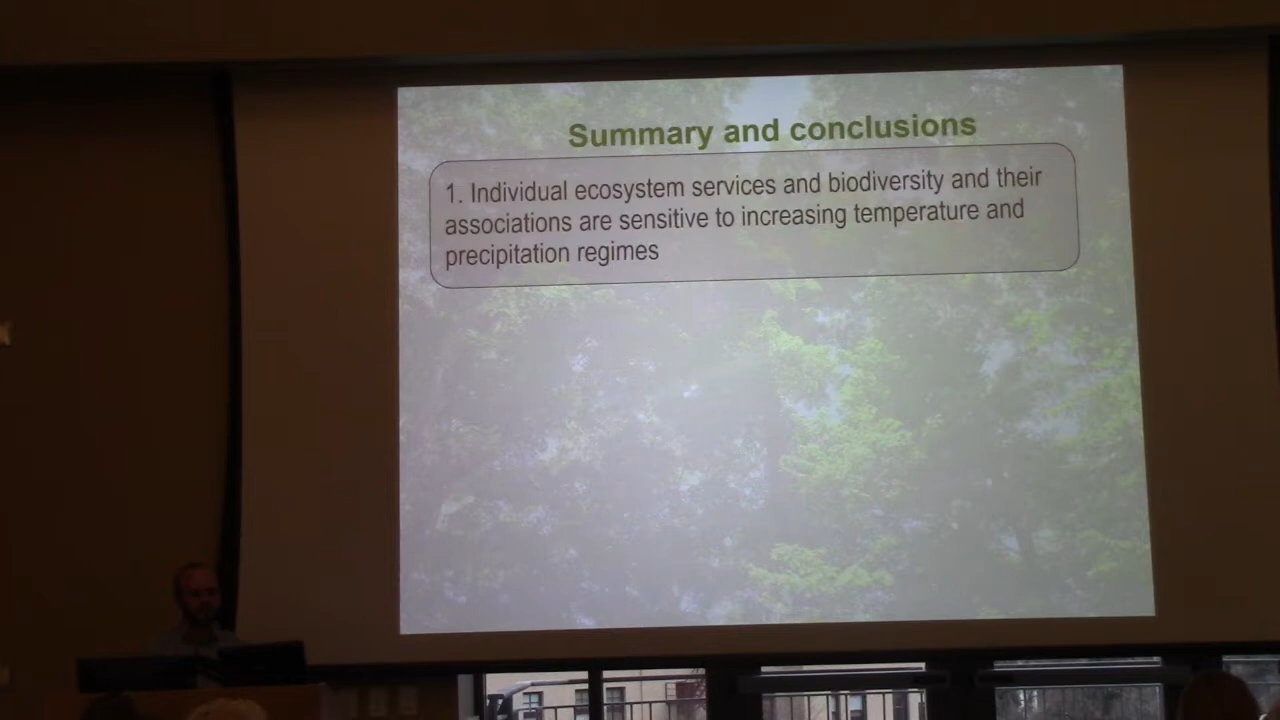 Summary and conclusions
1. Individual ecosystem services and biodiversity and their
associations are sensitive to increasing temperature and
precipitation regimes